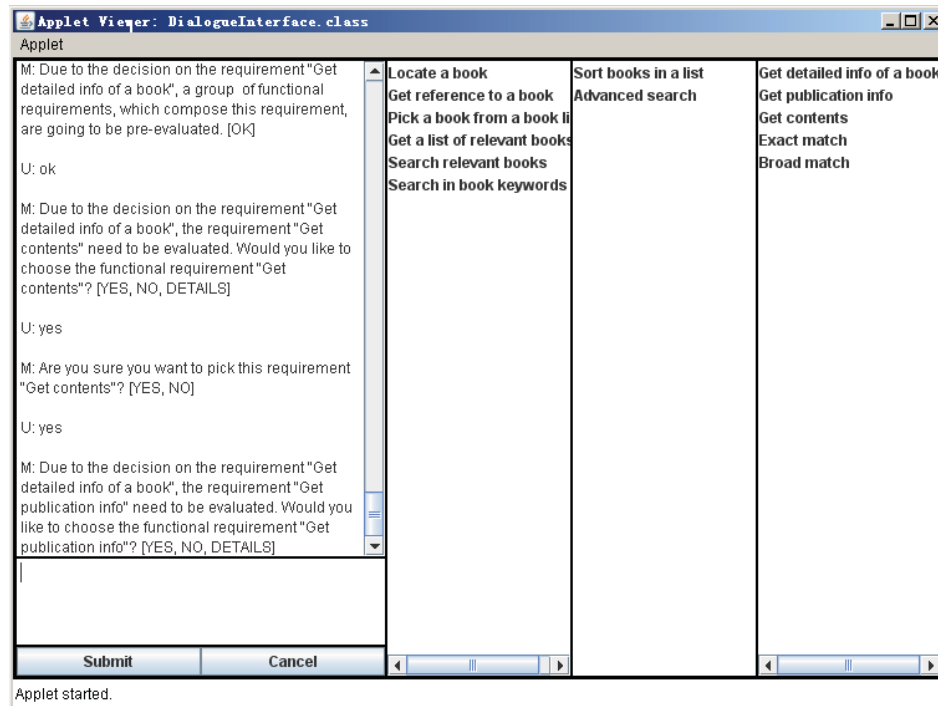 Applet Viewer: DialogueInterface.class
Applet
M: Due to the decision on the requirement "Get
detailed info of a book", a group of functional
requirements, which compose this requirement,
are going to be pre-evaluated. [OK]
U: ok
M: Due to the decision on the requirement "Get
detailed info of a book", the requirement "Get
contents" need to be evaluated. Would you like to
choose the functional requirement "Get
contents"? [YES, NO, DETAILS]
U: yes
M: Are you sure you want to pick this requirement
"Get contents"? [YES, NO]
U: yes
M: Due to the decision on the requirement "Get
detailed info of a book", the requirement "Get
publication info" need to be evaluated. Would you
like to choose the functional requirement "Get
publication info"? [YES, NO, DETAILS]
Submit
Cancel
Locate a book
Get reference to a book
Pick a book from a book li
Get a list of relevant books
Search relevant books
Search in book keywords
Sort books in a list
Advanced search
Get detailed info of a book
Get publication info
Get contents
Exact match
Broad match
Applet started.